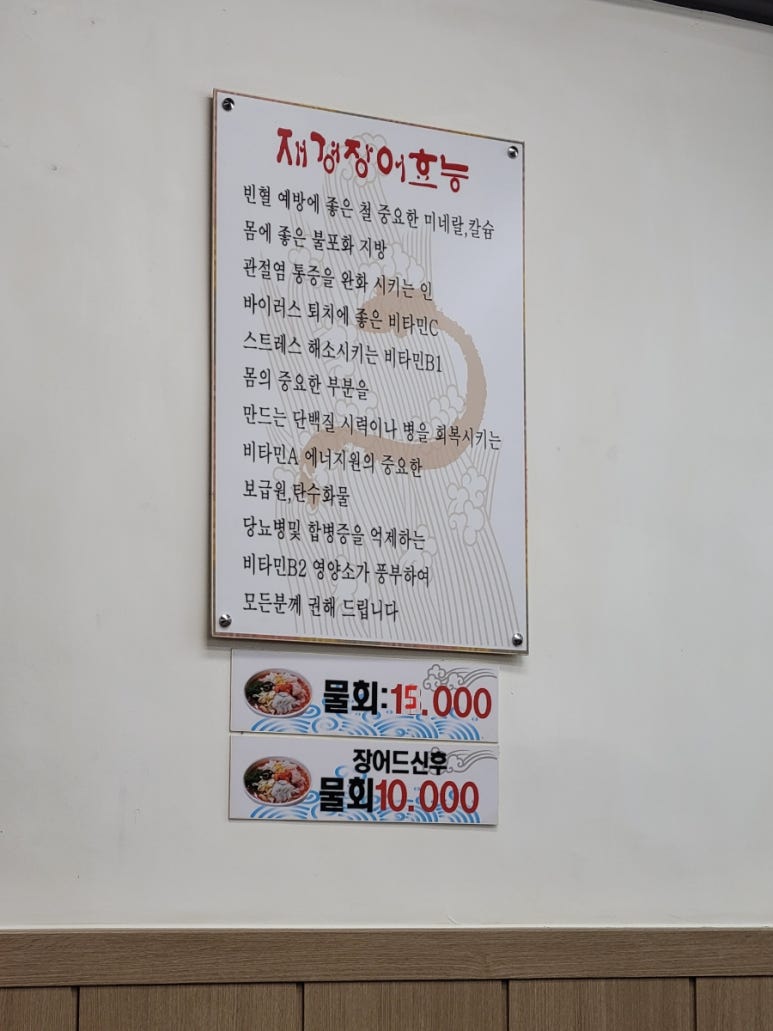 재경장어효능
빈혈 예방에 좋은 철 중요한 미네랄,칼슘
몸에 좋은 불포화 지방
관절염 통증을 완화 시키는 인
바이러스 퇴치에 좋은 비타민C
스트레스 해소시키는 비타민B1
몸의 중요한 부분을
만드는 단백질 시력이나 병을 회복시키는
비타민A 에너지원의 중요한
보급원,탄수화물
당뇨병및 합병증을 억제하는
비타민B2 영양소가 풍부하여
모든분께 권해 드립니다
물회:15.000
장어드신후
물회10.000